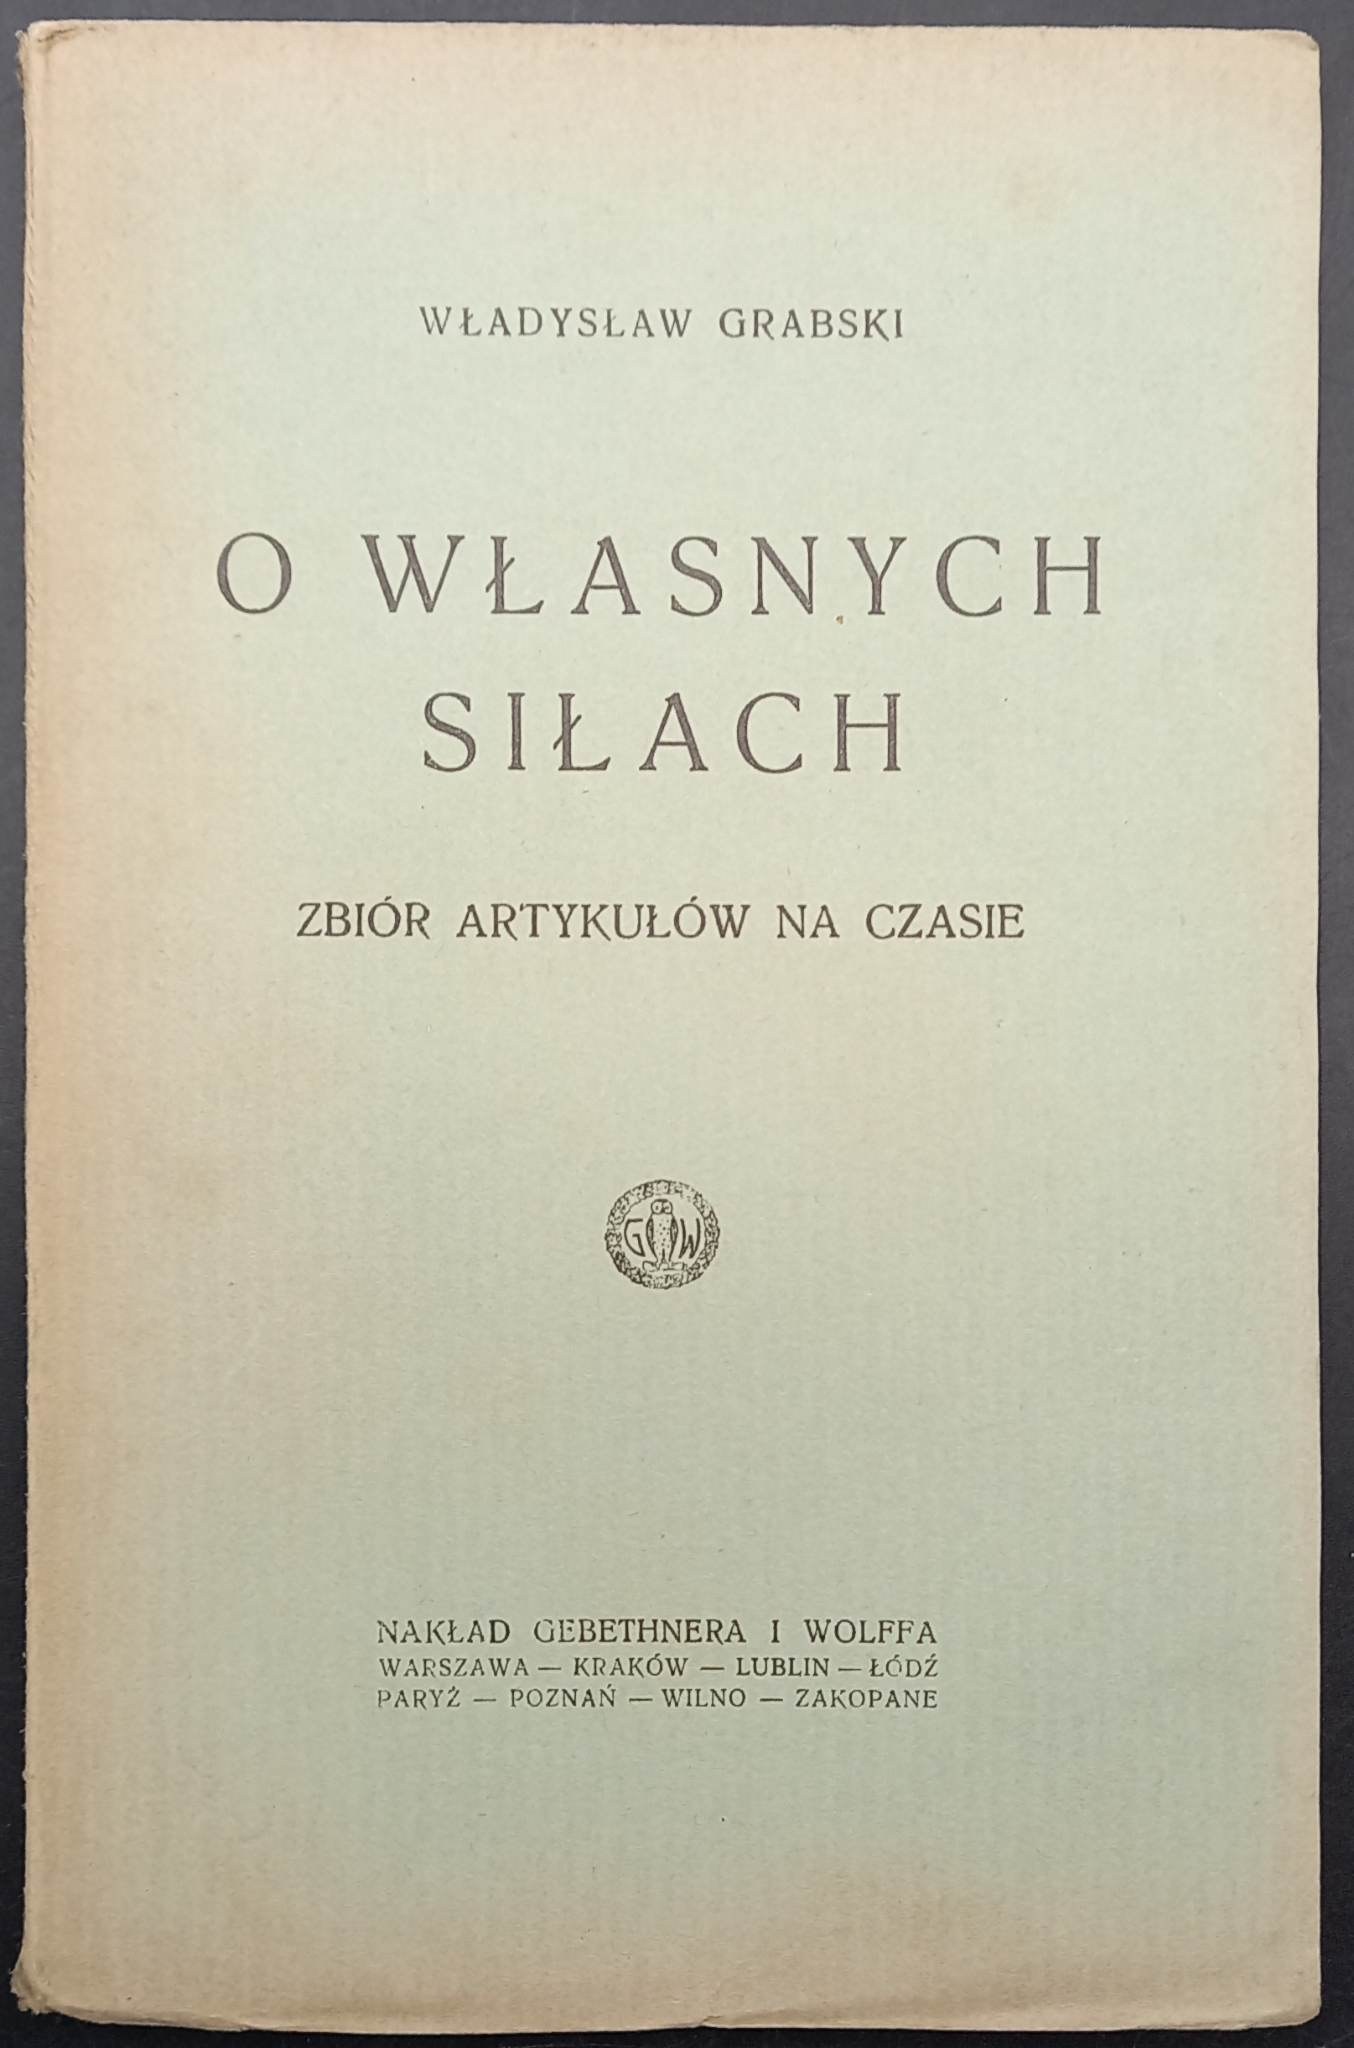 WŁADYSŁAW GRABSKI
O WŁASNYCH
SIŁACH
ZBIÓR ARTYKUŁÓW NA CZASIE
G W
NAKŁAD GEBETHNERA I WOLFFA
WARSZAWA — KRAKÓW — LUBLIN — ŁÓDŹ
PARYŻ — POZNAŃ — WILNO — ZAKOPANE